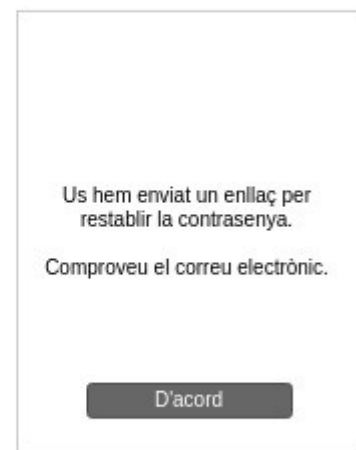 Us hem enviat un enllaç per
restablir la contrasenya.
Comproveu el correu electrònic.
D'acord